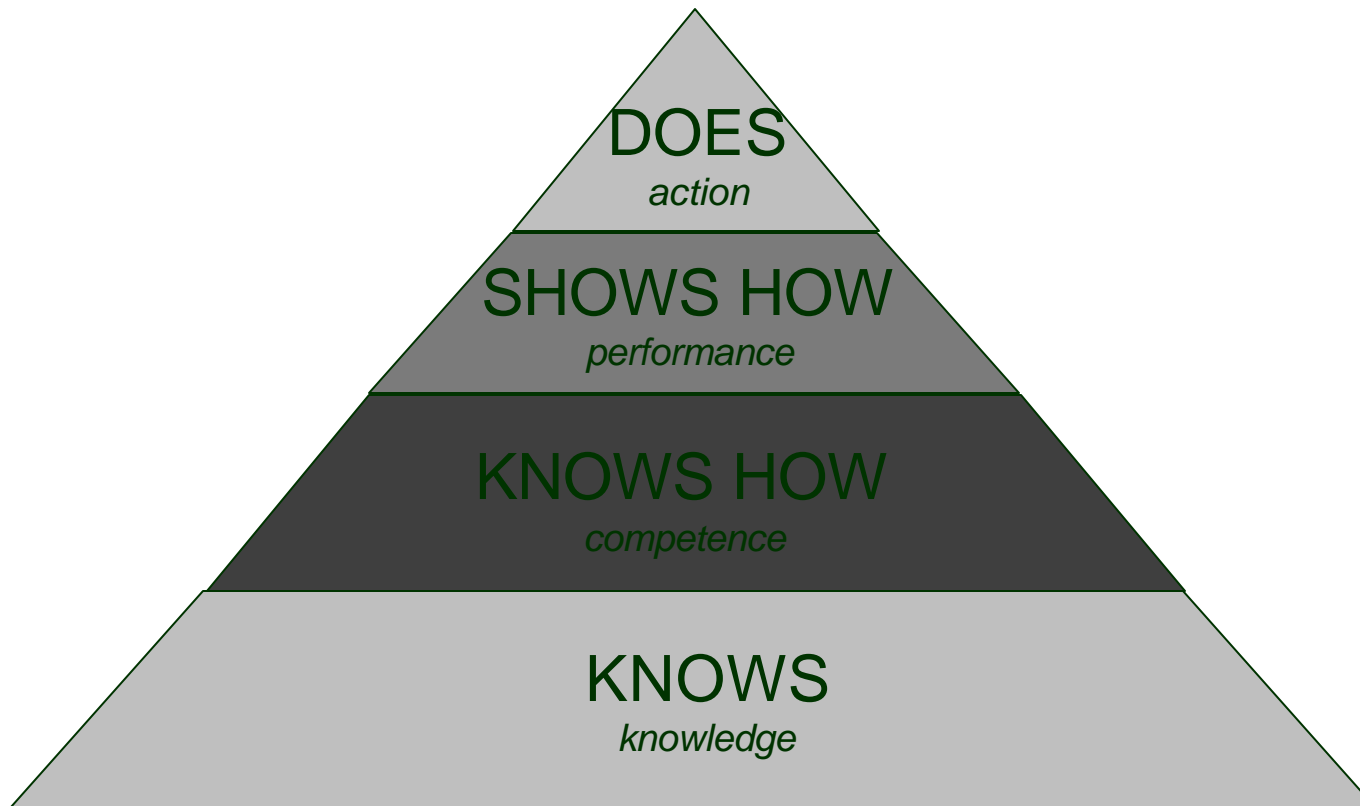 DOES
action
SHOWS HOW
performance
KNOWS HOW
competence
KNOWS
knowledge